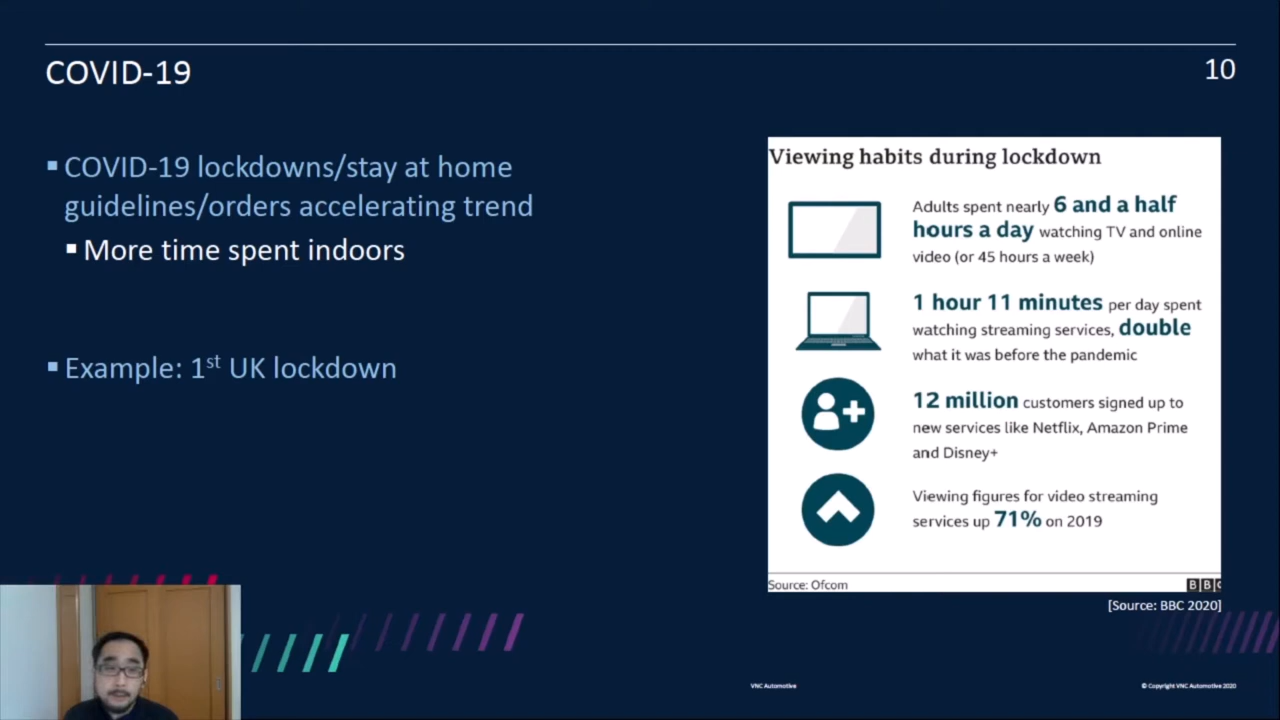 COVID-19
10
▪ COVID-19 lockdowns/stay at home
guidelines/orders accelerating trend
▪ More time spent indoors
▪ Example: 1st UK lockdown
Viewing habits during lockdown
Adults spent nearly 6 and a half
hours a day watching TV and online
video (or 45 hours a week)
1 hour 11 minutes per day spent
watching streaming services, double
what it was before the pandemic
12 million customers signed up to
new services like Netflix, Amazon Prime
and Disney+
Viewing figures for video streaming
services up 71% on 2019
Source: Ofcom
BBC
[Source: BBC 2020]
VNC Automotive
© Copyright VNC Automotive 2020